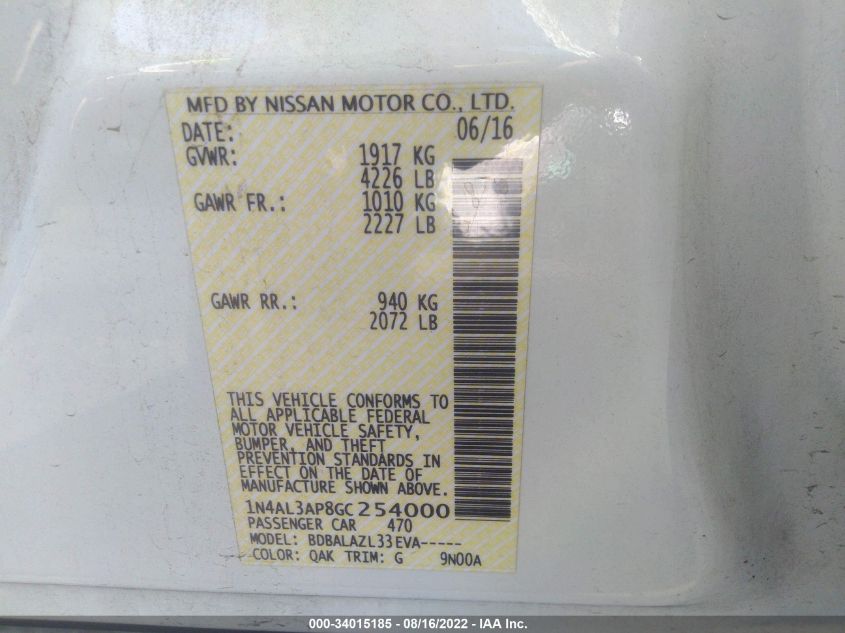 MFD BY NISSAN MOTOR CO., LTD.
DATE: 06/16
GVWR: 1917 KG
4226 LB
GAWR FR.: 1010 KG
2227 LB
GAWR RR.: 940 KG
2072 LB
THIS VEHICLE CONFORMS TO
ALL APPLICABLE FEDERAL
MOTOR VEHICLE SAFETY,
BUMPER, AND THEFT
PREVENTION STANDARDS IN
EFFECT ON THE DATE OF
MANUFACTURE SHOWN ABOVE.
1N4AL3AP8GC254000
PASSENGER CAR 470
MODEL: BDBALAZL33EVA-----
COLOR: QAK TRIM: G 9N00A
000-34015185 - 08/16/2022 - IAA Inc.